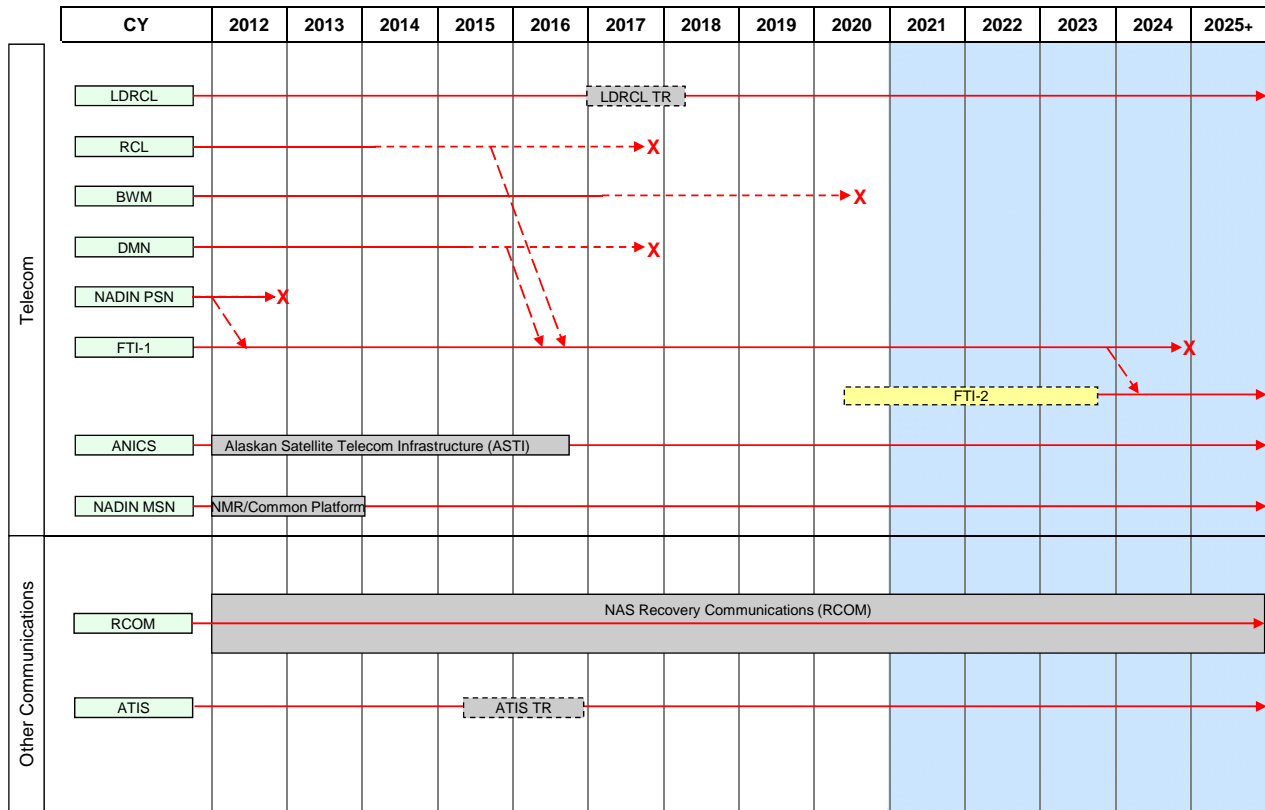 CY 2012 2013 2014 2015 2016 2017 2018 2019 2020 2021 2022 2023 2024 2025+
Telecom
LDRCL LDRCL TR
RCL X
BWM X
DMN X
NADIN PSN X
FTI-1 X
FTI-2
ANICS Alaskan Satellite Telecom Infrastructure (ASTI)
NADIN MSN NMR/Common Platform
Other Communications
RCOM NAS Recovery Communications (RCOM)
ATIS ATIS TR